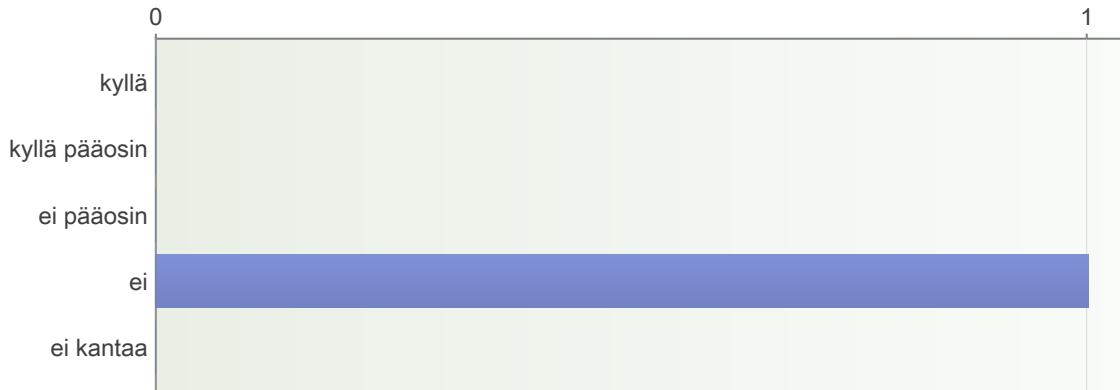 0 1
kyllä
kyllä pääosin
ei pääosin
ei
ei kantaa